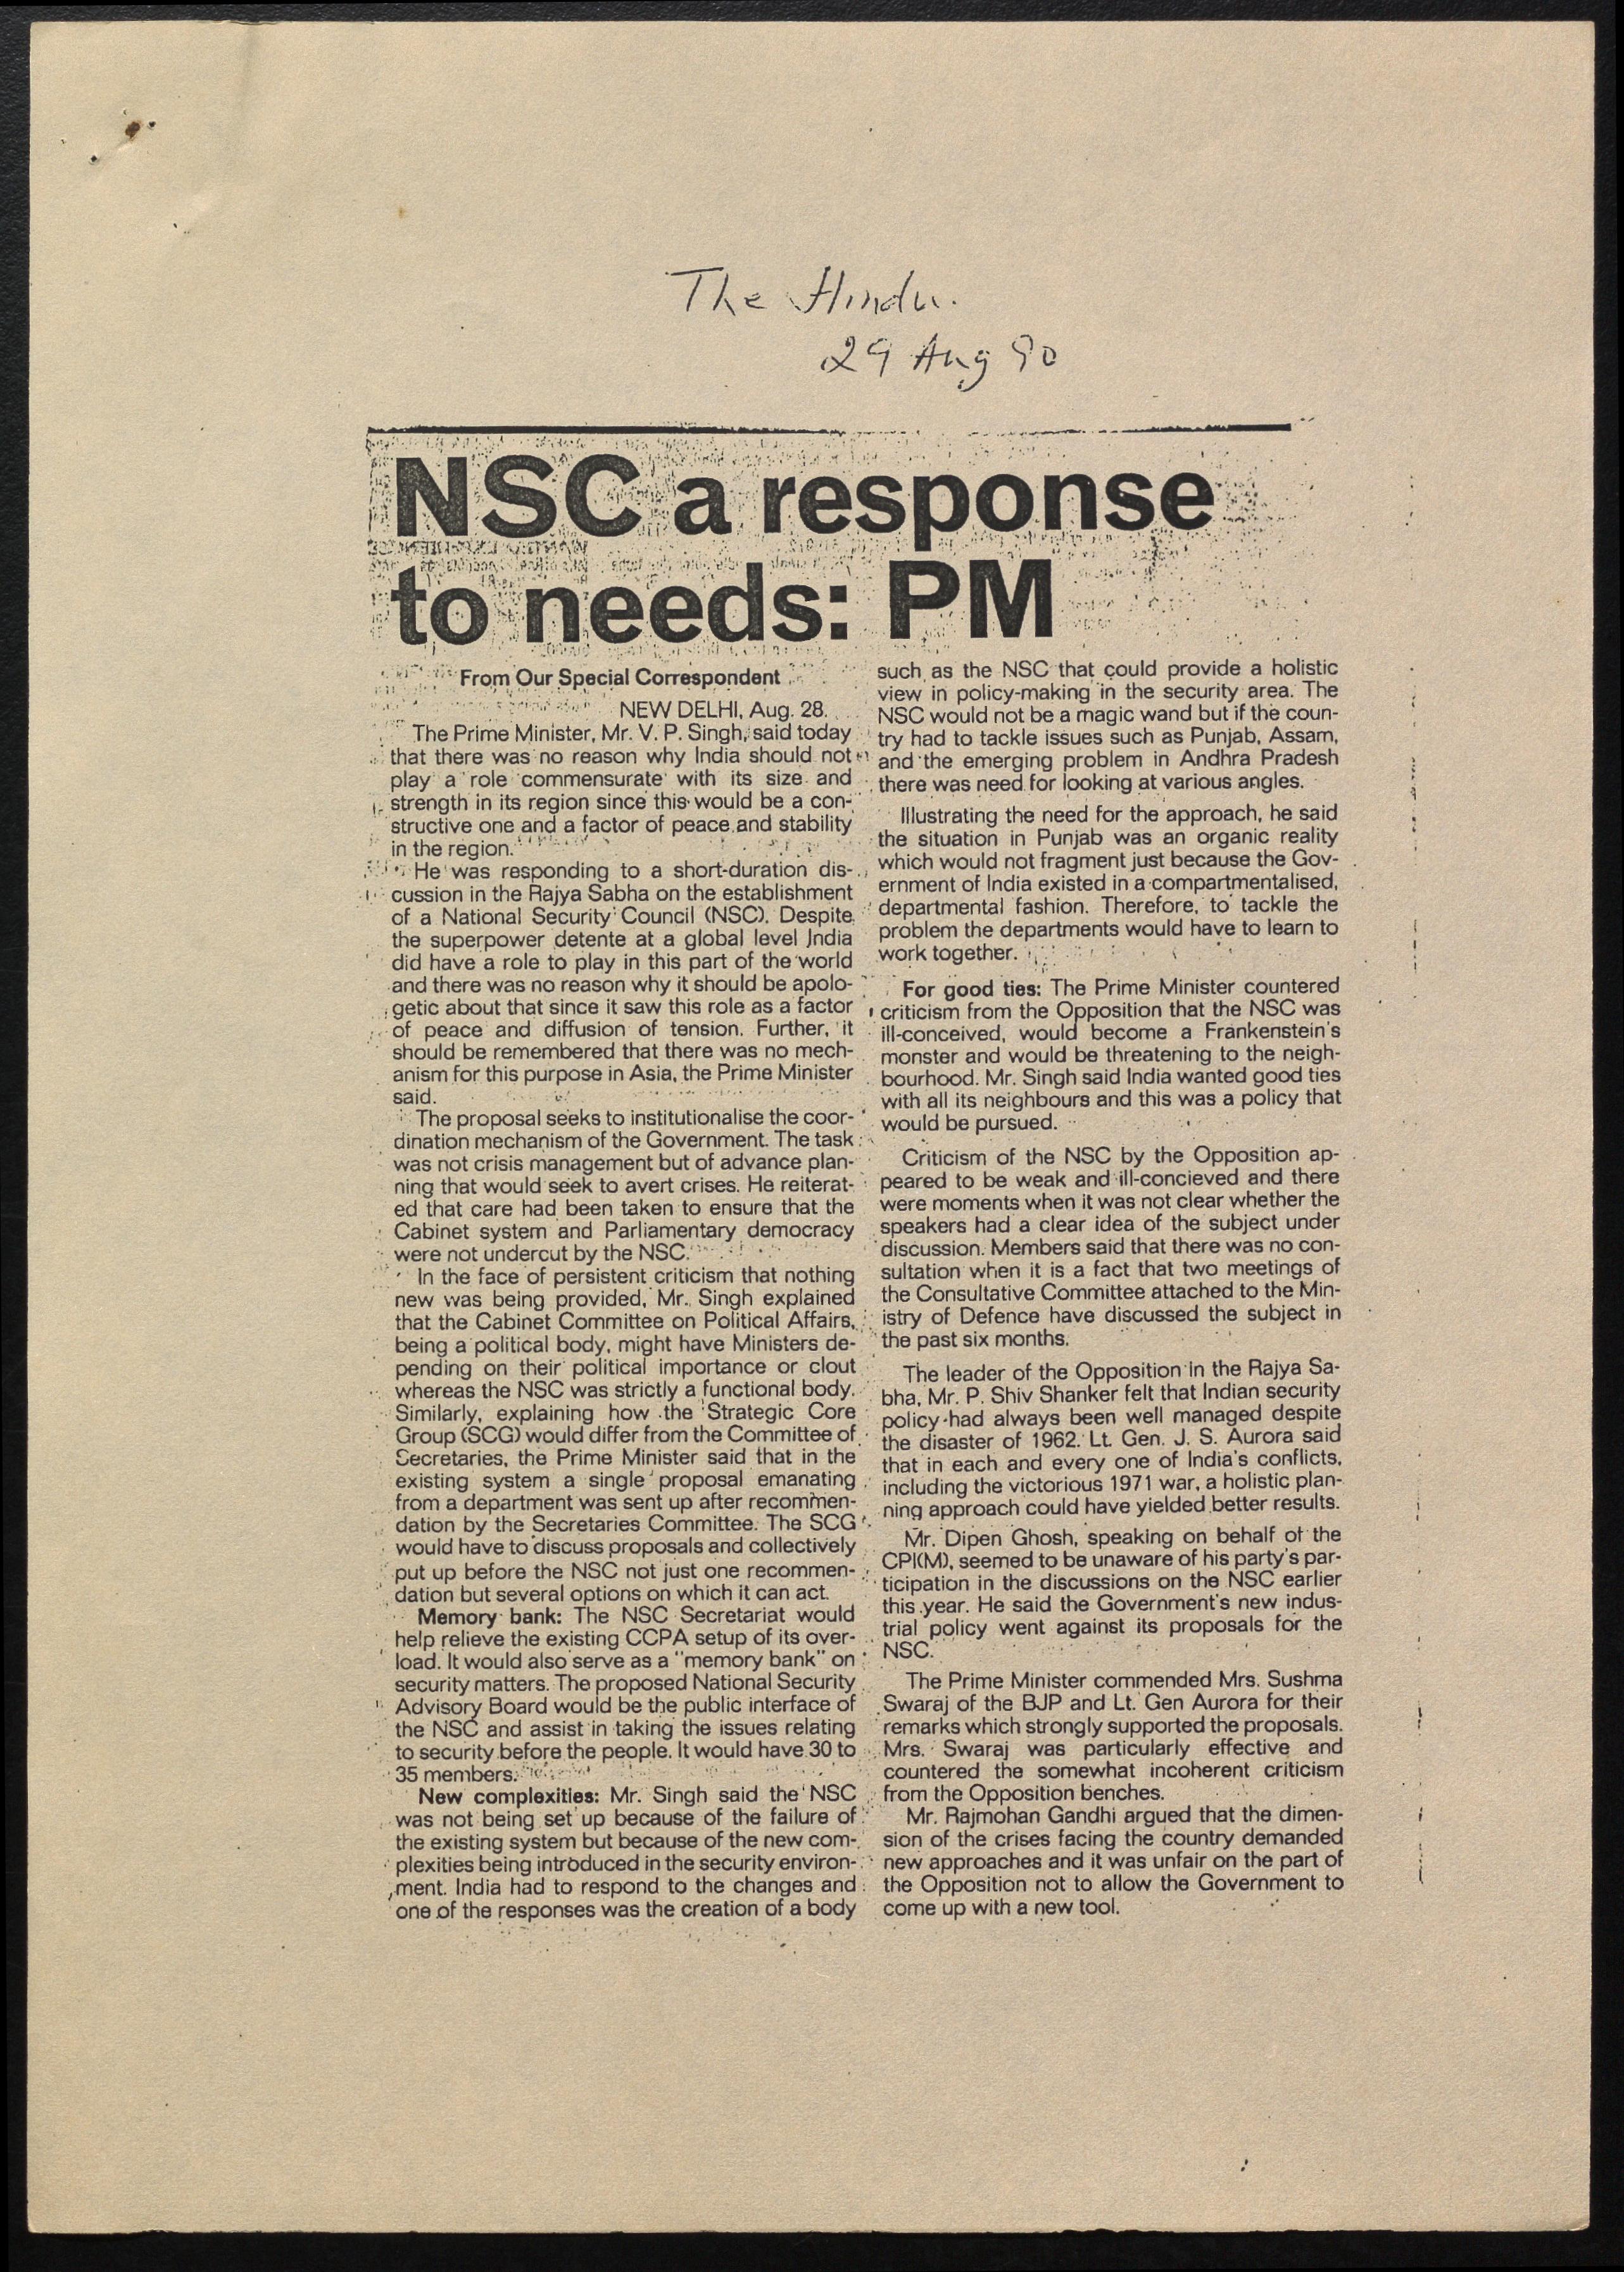 The Hindu.
29 Aug 90
NSC a response
to needs: PM
From Our Special Correspondent
NEW DELHI, Aug. 28.
The Prime Minister, Mr. V. P. Singh, said today
that there was no reason why India should not
play a role commensurate with its size and
strength in its region since this would be a con-
structive one and a factor of peace and stability
in the region.
He was responding to a short-duration dis-
cussion in the Rajya Sabha on the establishment
of a National Security Council (NSC). Despite
the superpower detente at a global level India
did have a role to play in this part of the world
and there was no reason why it should be apolo-
getic about that since it saw this role as a factor
of peace and diffusion of tension. Further, it
should be remembered that there was no mech-
anism for this purpose in Asia, the Prime Minister
said.
The proposal seeks to institutionalise the coor-
dination mechanism of the Government. The task
was not crisis management but of advance plan-
ning that would seek to avert crises. He reiterat-
ed that care had been taken to ensure that the
Cabinet system and Parliamentary democracy
were not undercut by the NSC.
In the face of persistent criticism that nothing
new was being provided, Mr. Singh explained
that the Cabinet Committee on Political Affairs,
being a political body, might have Ministers de-
pending on their political importance or clout
whereas the NSC was strictly a functional body.
Similarly, explaining how the Strategic Core
Group (SCG) would differ from the Committee of
Secretaries, the Prime Minister said that in the
existing system a single proposal emanating
from a department was sent up after recommen-
dation by the Secretaries Committee. The SCG
would have to discuss proposals and collectively
put up before the NSC not just one recommen-
dation but several options on which it can act.
Memory bank: The NSC Secretariat would
help relieve the existing CCPA setup of its over-
load. It would also serve as a "memory bank" on
security matters. The proposed National Security
Advisory Board would be the public interface of
the NSC and assist in taking the issues relating
to security before the people. It would have 30 to
35 members.
New complexities: Mr. Singh said the NSC
was not being set up because of the failure of
the existing system but because of the new com-
plexities being introduced in the security environ-
ment. India had to respond to the changes and
one of the responses was the creation of a body
such as the NSC that could provide a holistic
view in policy-making in the security area. The
NSC would not be a magic wand but if the coun-
try had to tackle issues such as Punjab, Assam,
and the emerging problem in Andhra Pradesh
there was need for looking at various angles.
Illustrating the need for the approach, he said
the situation in Punjab was an organic reality
which would not fragment just because the Gov-
ernment of India existed in a compartmentalised,
departmental fashion. Therefore, to tackle the
problem the departments would have to learn to
work together.
For good ties: The Prime Minister countered
criticism from the Opposition that the NSC was
ill-conceived, would become a Frankenstein's
monster and would be threatening to the neigh-
bourhood. Mr. Singh said India wanted good ties
with all its neighbours and this was a policy that
would be pursued.
Criticism of the NSC by the Opposition ap-
peared to be weak and ill-concieved and there
were moments when it was not clear whether the
speakers had a clear idea of the subject under
discussion. Members said that there was no con-
sultation when it is a fact that two meetings of
the Consultative Committee attached to the Min-
istry of Defence have discussed the subject in
the past six months.
The leader of the Opposition in the Rajya Sa-
bha, Mr. P. Shiv Shanker felt that Indian security
policy had always been well managed despite
the disaster of 1962. Lt. Gen. J. S. Aurora said
that in each and every one of India's conflicts,
including the victorious 1971 war, a holistic plan-
ning approach could have yielded better results.
Mr. Dipen Ghosh, speaking on behalf of the
CPI(M), seemed to be unaware of his party's par-
ticipation in the discussions on the NSC earlier
this year. He said the Government's new indus-
trial policy went against its proposals for the
NSC.
The Prime Minister commended Mrs. Sushma
Swaraj of the BJP and Lt. Gen Aurora for their
remarks which strongly supported the proposals.
Mrs. Swaraj was particularly effective and
countered the somewhat incoherent criticism
from the Opposition benches.
Mr. Rajmohan Gandhi argued that the dimen-
sion of the crises facing the country demanded
new approaches and it was unfair on the part of
the Opposition not to allow the Government to
come up with a new tool.